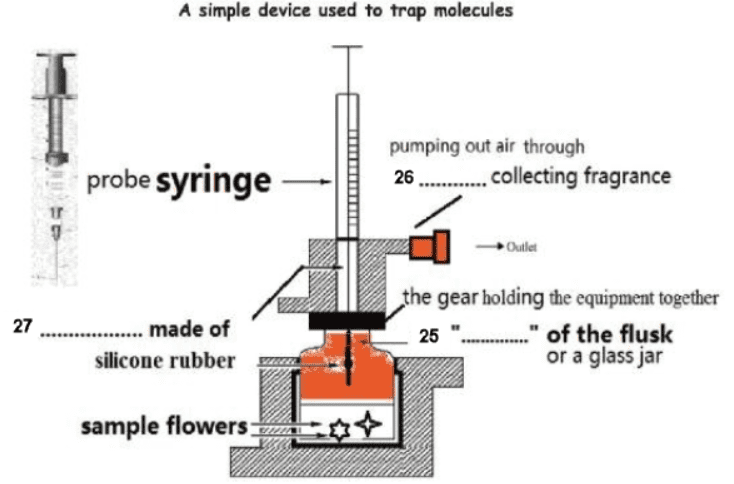 A simple device used to trap molecules
pumping out air through
probe syringe
26 ............ collecting fragrance
Outlet
the gear holding the equipment together
27 .................. made of
silicone rubber
25 "..............." of the flusk
or a glass jar
sample flowers